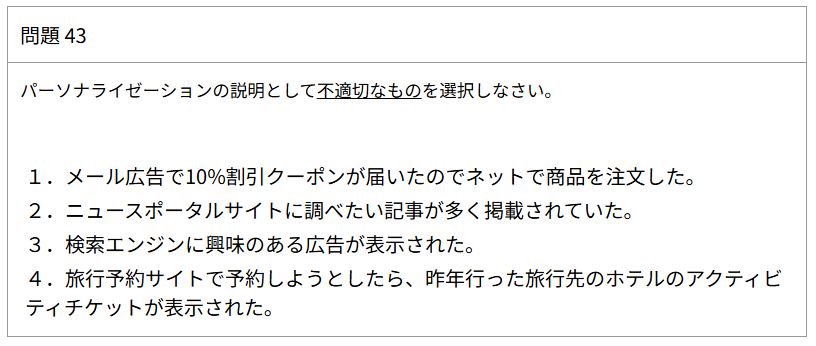 問題 43
パーソナライゼーションの説明として不適切なものを選択しなさい。
１．メール広告で10%割引クーポンが届いたのでネットで商品を注文した。
２．ニュースポータルサイトに調べたい記事が多く掲載されていた。
３．検索エンジンに興味のある広告が表示された。
４．旅行予約サイトで予約しようとしたら、昨年行った旅行先のホテルのアクティビ
ティチケットが表示された。